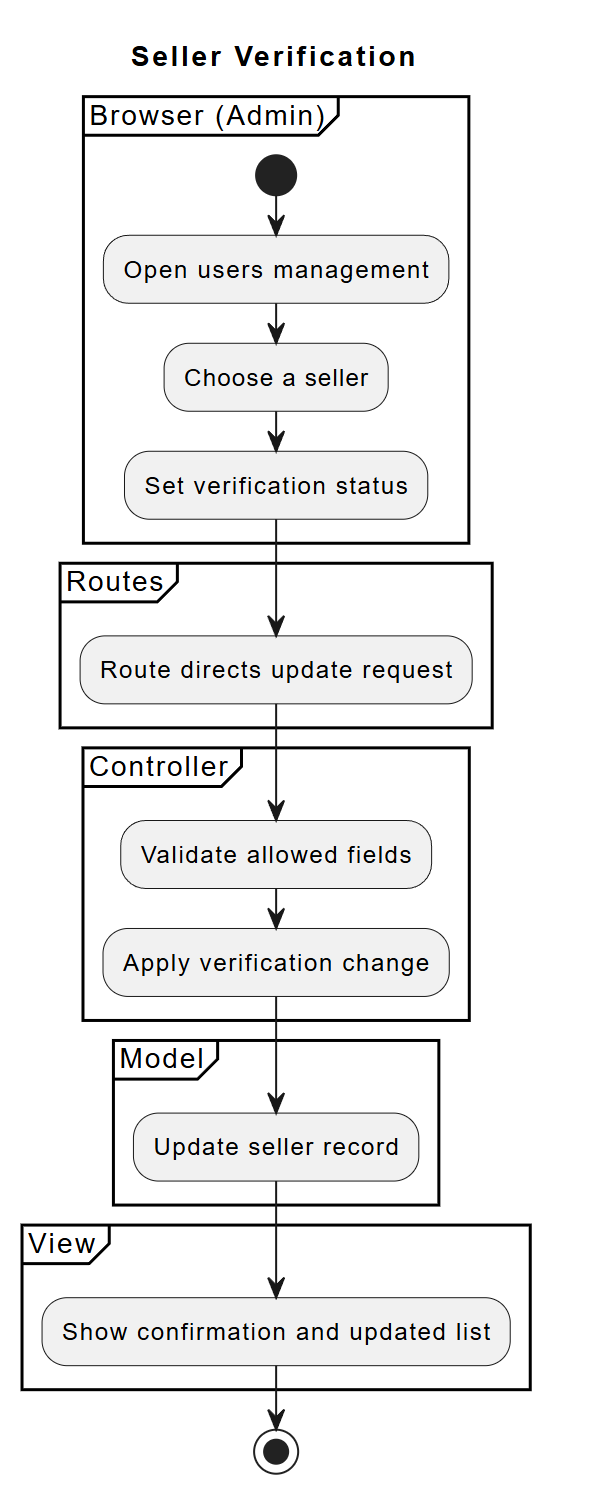 Seller Verification
Browser (Admin)
Open users management
Choose a seller
Set verification status
Routes
Route directs update request
Controller
Validate allowed fields
Apply verification change
Model
Update seller record
View
Show confirmation and updated list